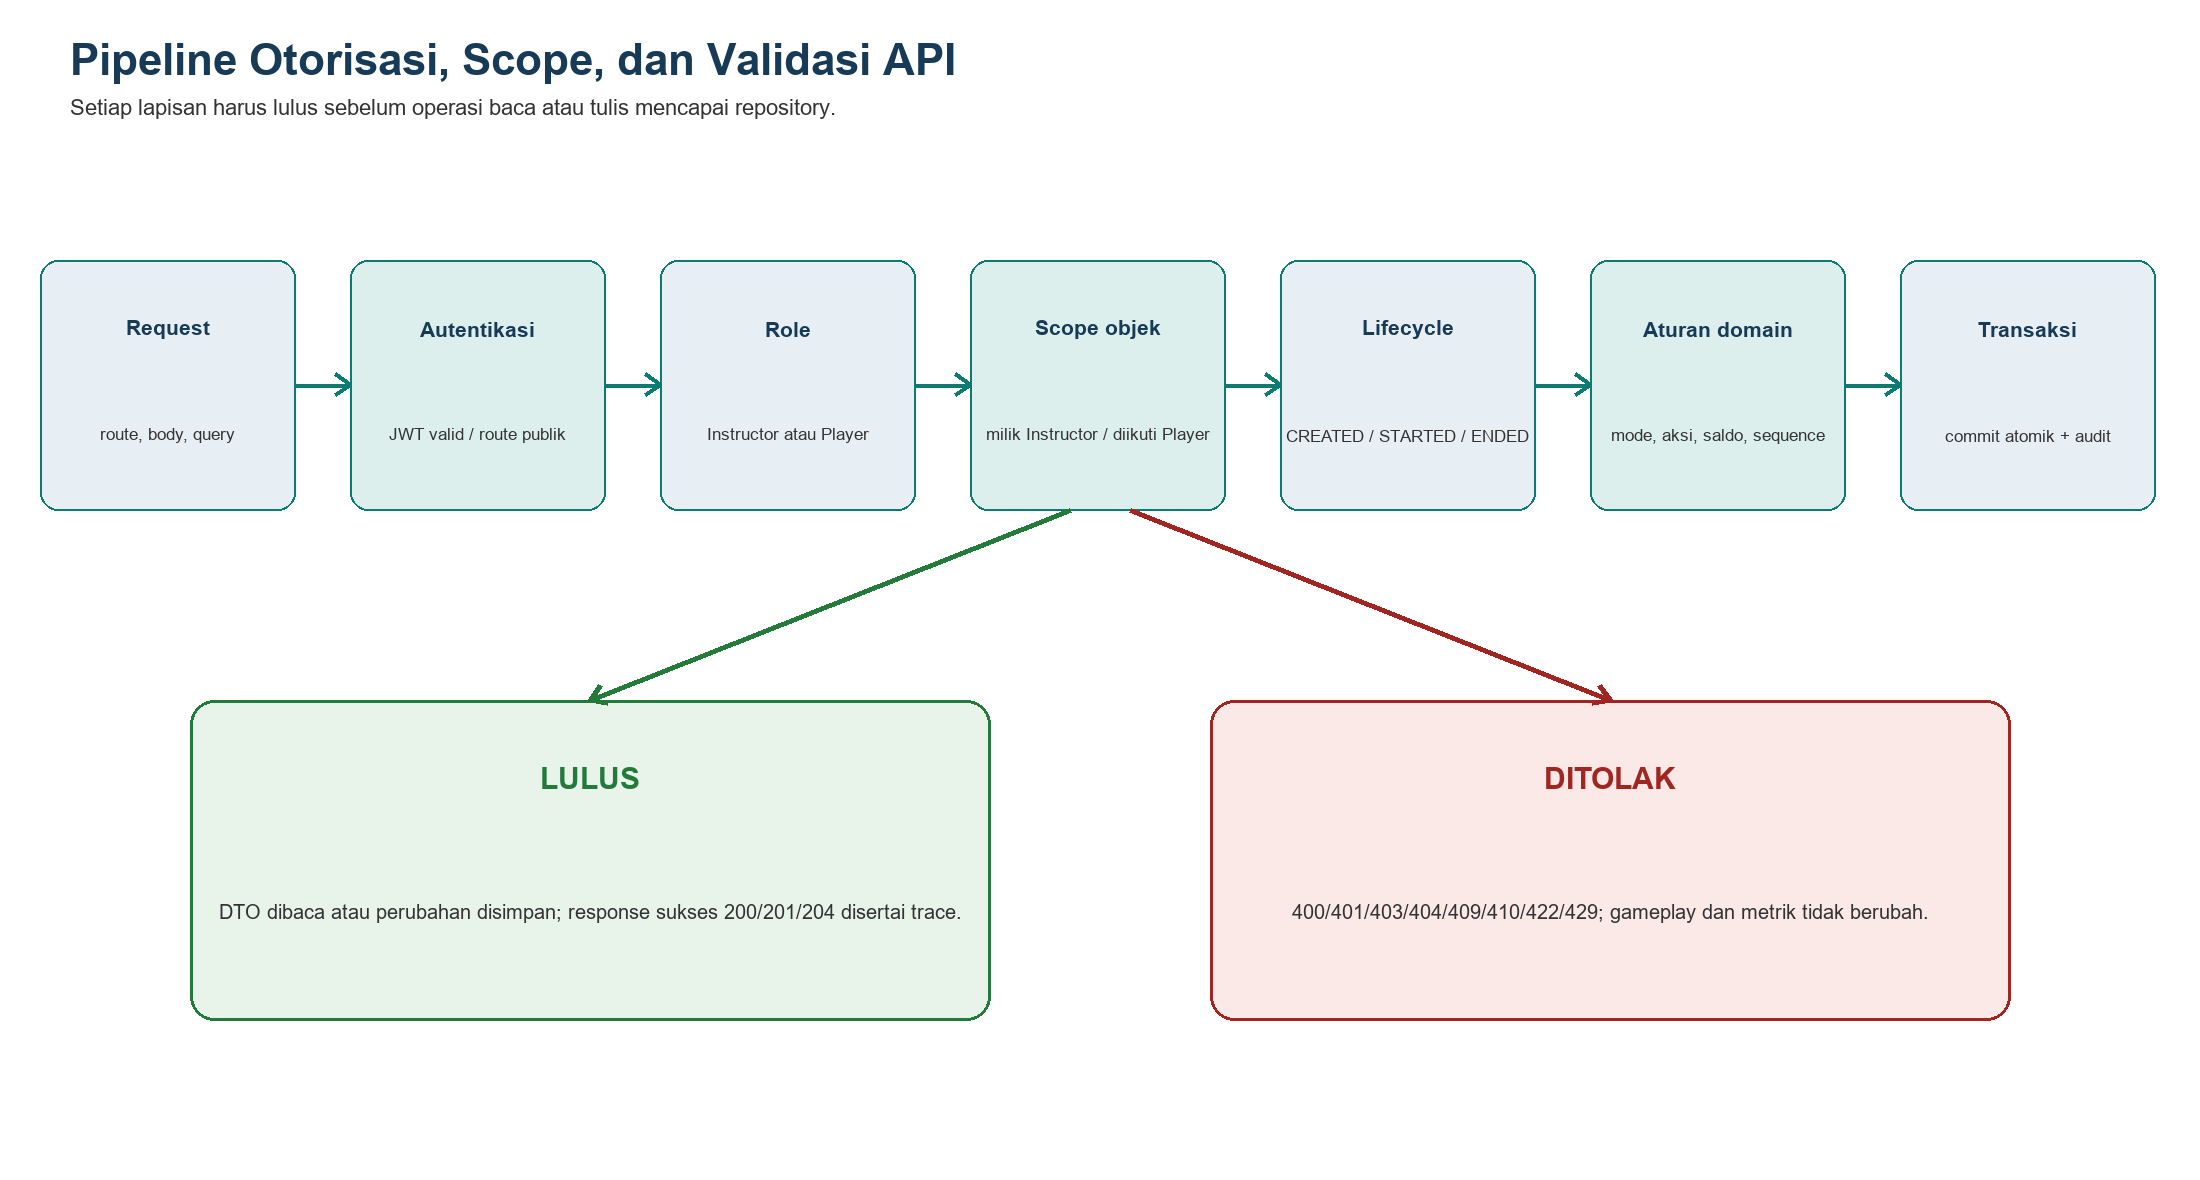 Pipeline Otorisasi, Scope, dan Validasi API
Setiap lapisan harus lulus sebelum operasi baca atau tulis mencapai repository.
Request
route, body, query
Autentikasi
JWT valid / route publik
Role
Instructor atau Player
Scope objek
milik Instructor / diikuti Player
Lifecycle
CREATED / STARTED / ENDED
Aturan domain
mode, aksi, saldo, sequence
Transaksi
commit atomik + audit
LULUS
DTO dibaca atau perubahan disimpan; response sukses 200/201/204 disertai trace.
DITOLAK
400/401/403/404/409/410/422/429; gameplay dan metrik tidak berubah.